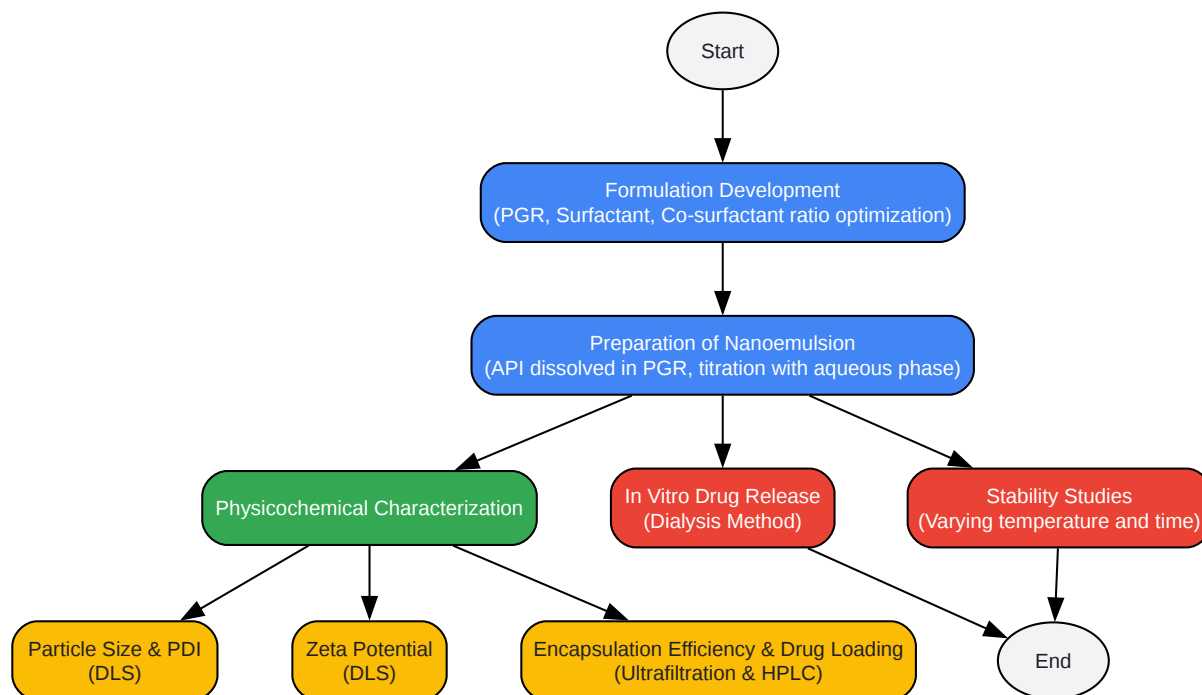 Start
Formulation Development
(PGR, Surfactant, Co-surfactant ratio optimization)
Preparation of Nanoemulsion
(API dissolved in PGR, titration with aqueous phase)
Physicochemical Characterization
In Vitro Drug Release
(Dialysis Method)
Stability Studies
(Varying temperature and time)
Particle Size & PDI
(DLS)
Zeta Potential
(DLS)
Encapsulation Efficiency & Drug Loading
(Ultrafiltration & HPLC)
End